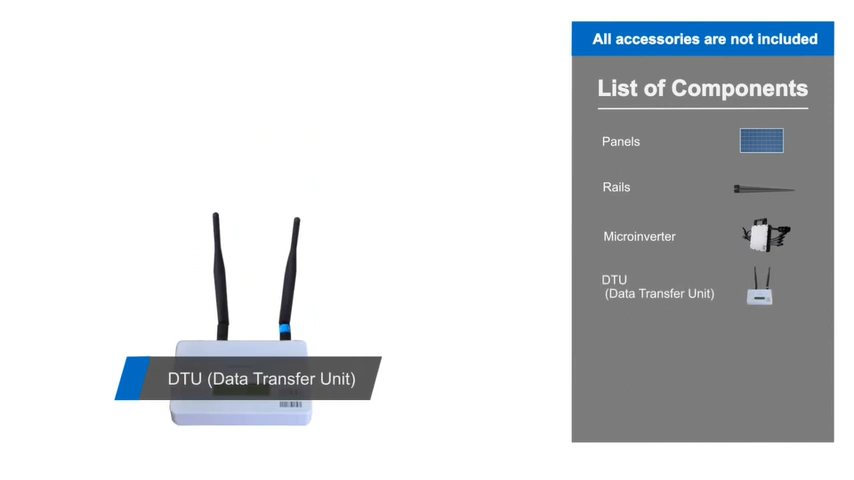 All accessories are not included
List of Components
Panels
Rails
Microinverter
DTU
(Data Transfer Unit)
DTU (Data Transfer Unit)